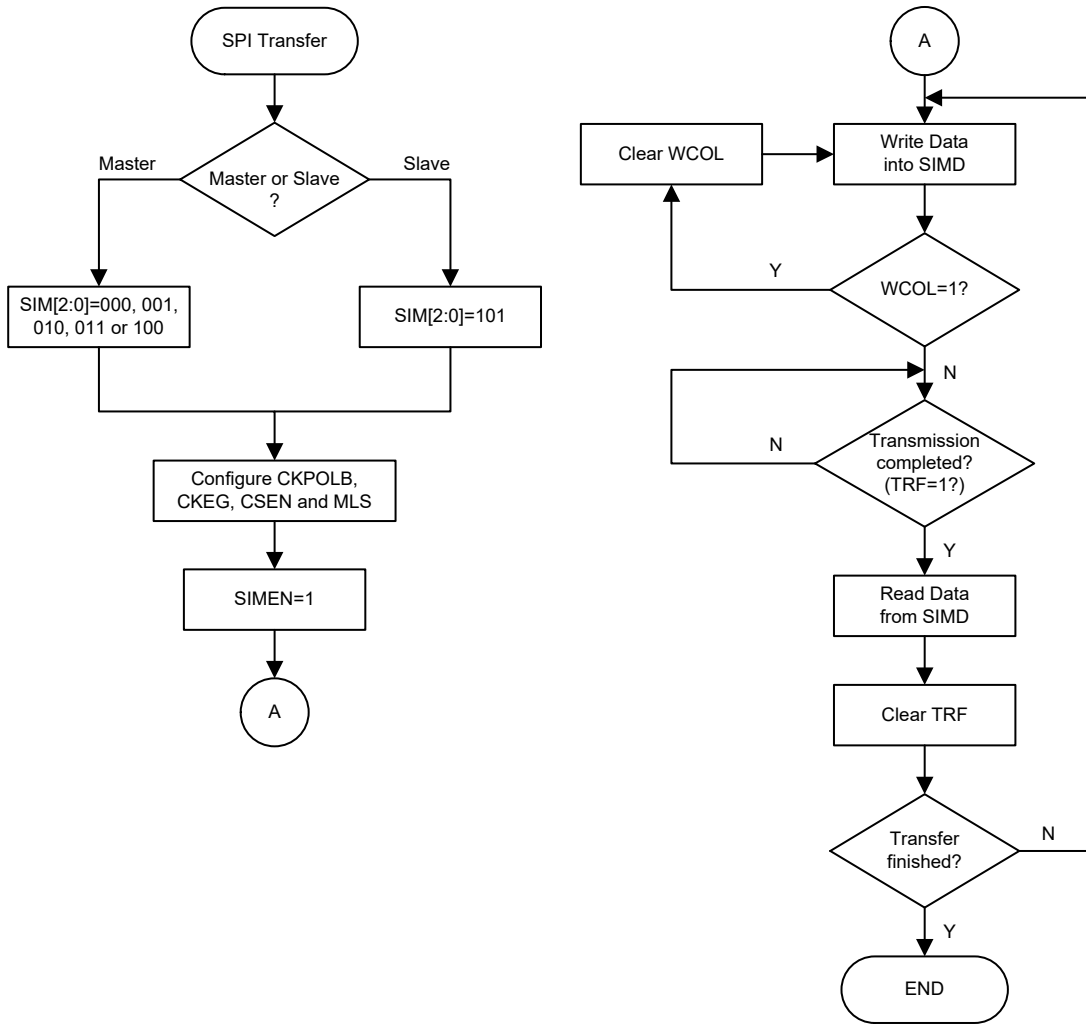 SPI Transfer
Master or Slave
?
Master
Slave
SIM[2:0]=000, 001,
010, 011 or 100
SIM[2:0]=101
Configure CKPOLB,
CKEG, CSEN and MLS
SIMEN=1
A
A
Write Data
into SIMD
Clear WCOL
WCOL=1?
Y
N
Transmission
completed?
(TRF=1?)
N
Y
Read Data
from SIMD
Clear TRF
Transfer
finished?
N
Y
END